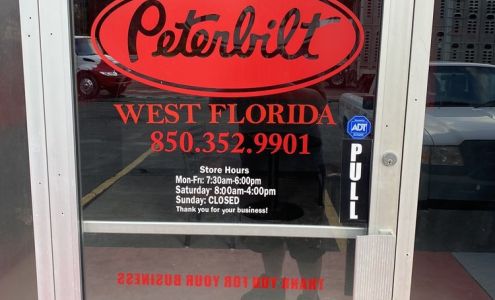 Peterbilt
WEST FLORIDA
850.352.9901
Store Hours
Mon-Fri: 7:30am-6:00pm
Saturday- 8:00am-4:00pm
Sunday: CLOSED
Thank you for your business!
ADT
PULL
THANK YOU FOR YOUR BUSINESS